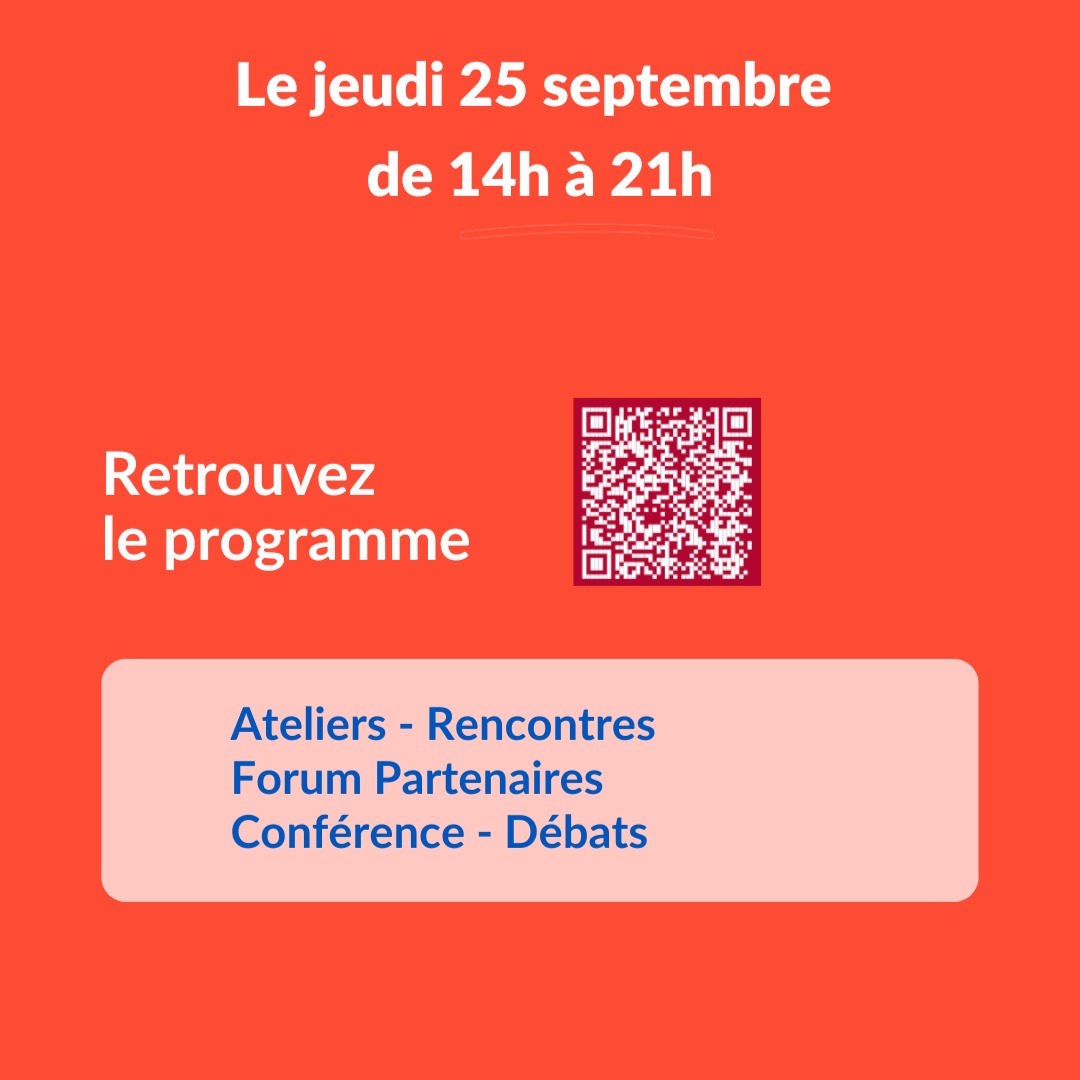 Le jeudi 25 septembre
de 14h à 21h
Retrouvez
le programme
Ateliers - Rencontres
Forum Partenaires
Conférence - Débats